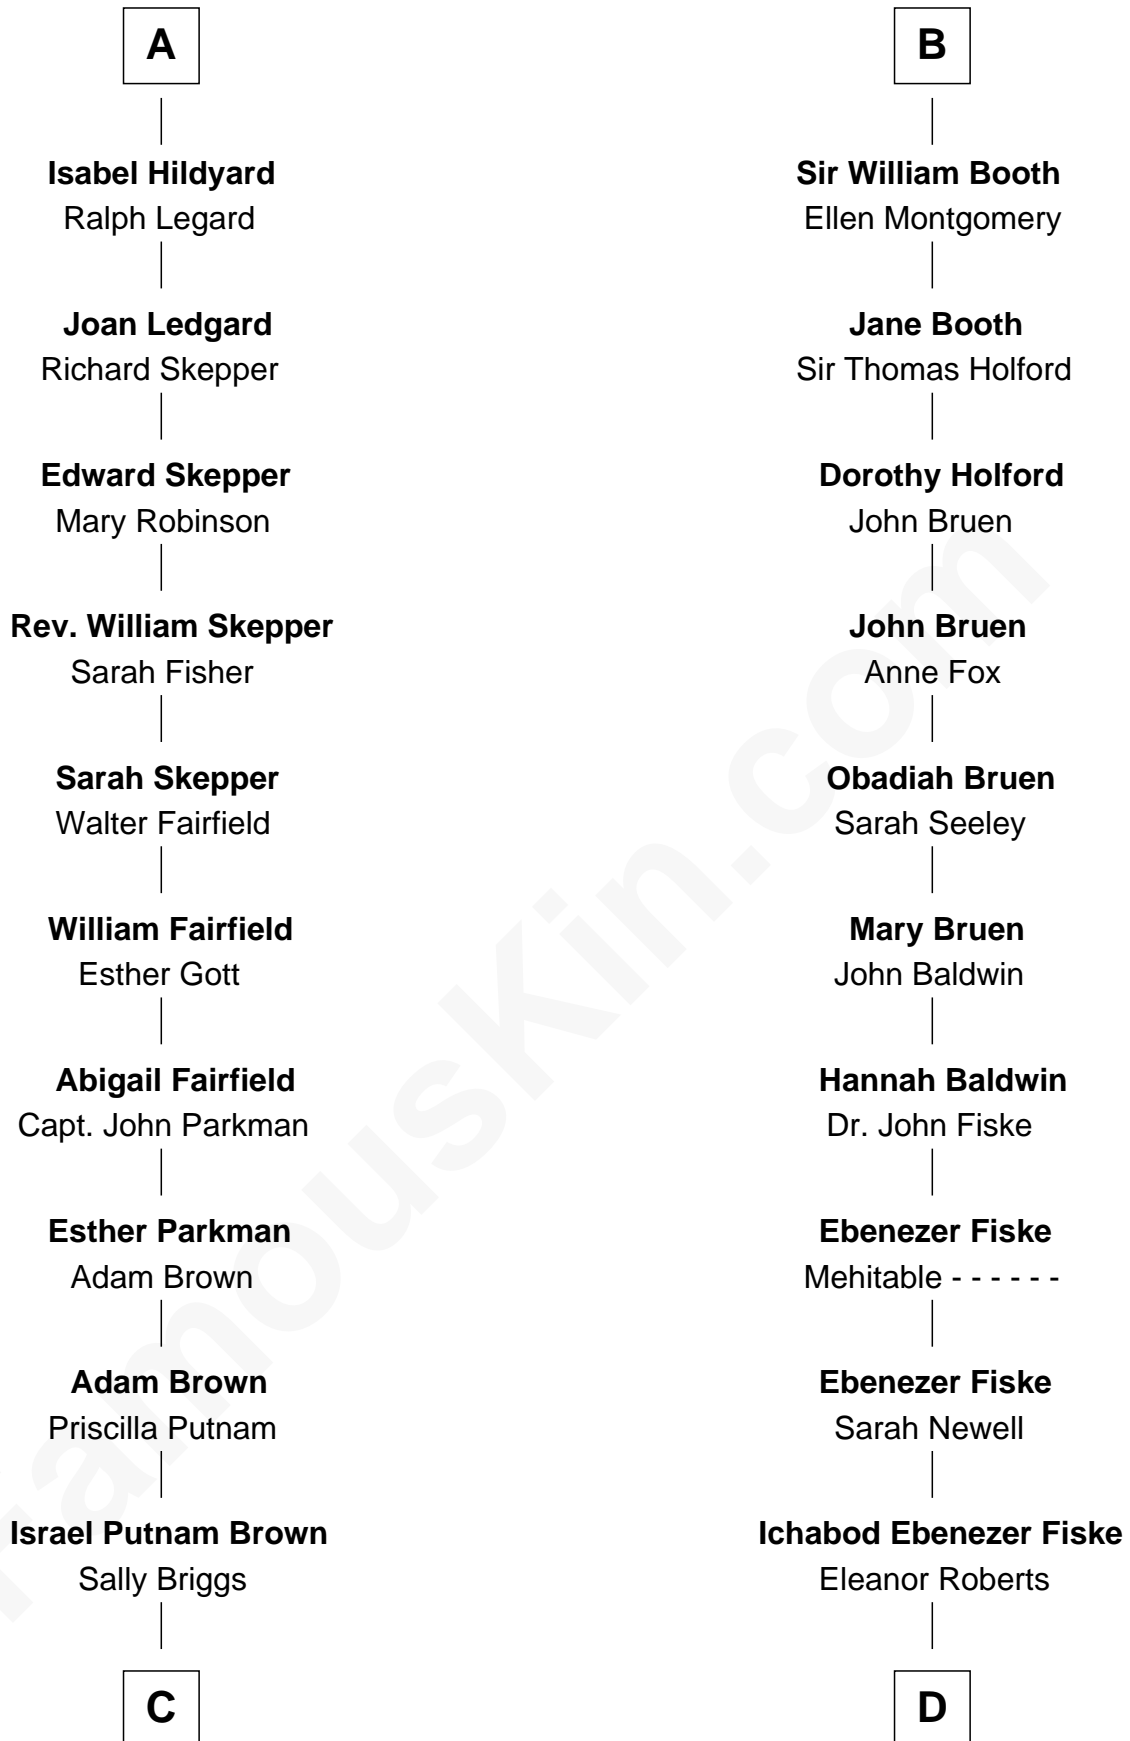 A
Isabel Hildyard
Ralph Legard
Joan Ledgard
Richard Skepper
Edward Skepper
Mary Robinson
Rev. William Skepper
Sarah Fisher
Sarah Skepper
Walter Fairfield
William Fairfield
Esther Gott
Abigail Fairfield
Capt. John Parkman
Esther Parkman
Adam Brown
Adam Brown
Priscilla Putnam
Israel Putnam Brown
Sally Briggs
C
B
Sir William Booth
Ellen Montgomery
Jane Booth
Sir Thomas Holford
Dorothy Holford
John Bruen
John Bruen
Anne Fox
Obadiah Bruen
Sarah Seeley
Mary Bruen
John Baldwin
Hannah Baldwin
Dr. John Fiske
Ebenezer Fiske
Mehitable - - - - - -
Ebenezer Fiske
Sarah Newell
Ichabod Ebenezer Fiske
Eleanor Roberts
D
FamousKin.com